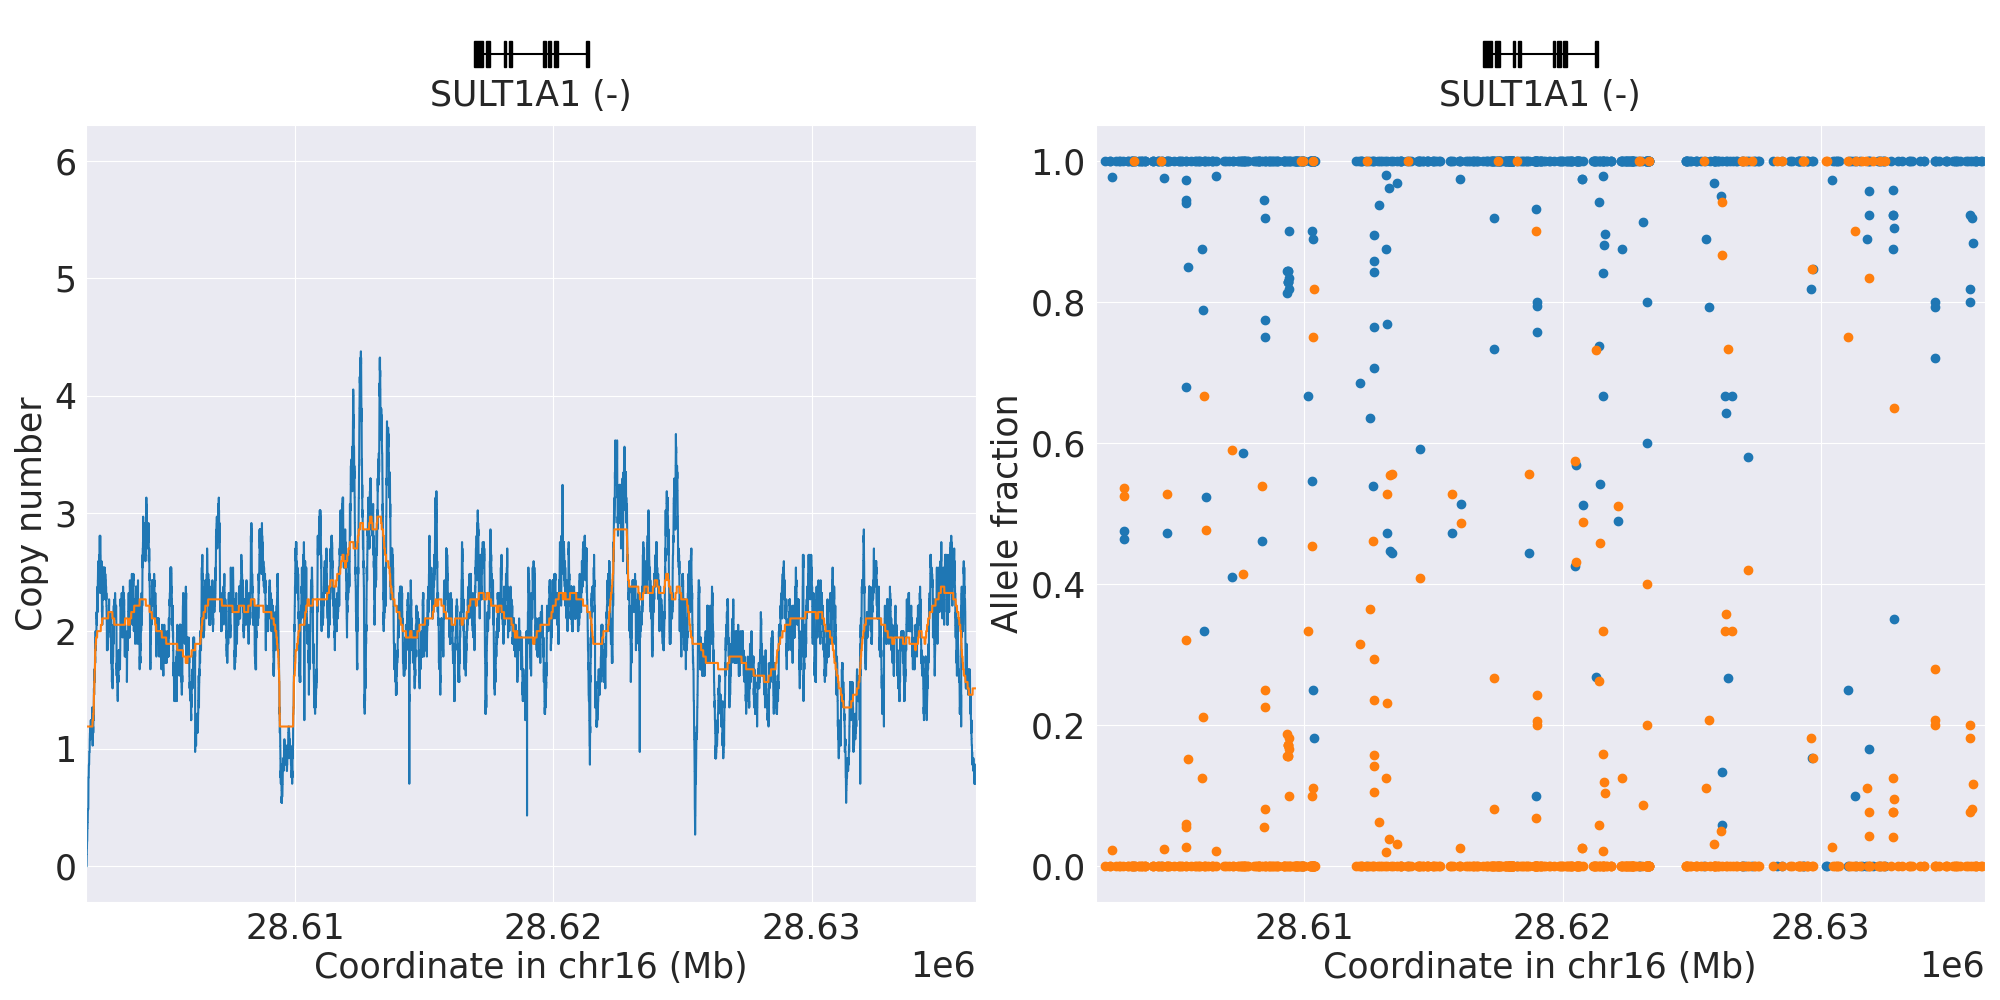 SULT1A1 (-)
6
5
4
3
2
1
0
Copy number
28.61
28.62
28.63
Coordinate in chr16 (Mb)
1e6
SULT1A1 (-)
1.0
0.8
0.6
0.4
0.2
0.0
Allele fraction
28.61
28.62
28.63
Coordinate in chr16 (Mb)
1e6